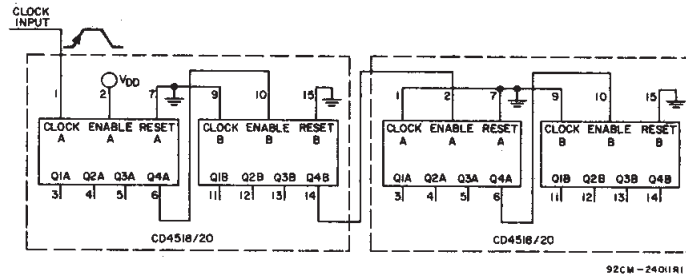 CLOCK
INPUT
VDD
1 2 7 9 10 15 1 2 7 9 10 15
CLOCK ENABLE RESET CLOCK ENABLE RESET CLOCK ENABLE RESET CLOCK ENABLE RESET
A A A B B B A A A B B B
Q1A Q2A Q3A Q4A Q1B Q2B Q3B Q4B Q1A Q2A Q3A Q4A Q1B Q2B Q3B Q4B
3 4 5 6 11 12 13 14 3 4 5 6 11 12 13 14
CD4518/20 CD4518/20
92CM-24011R1